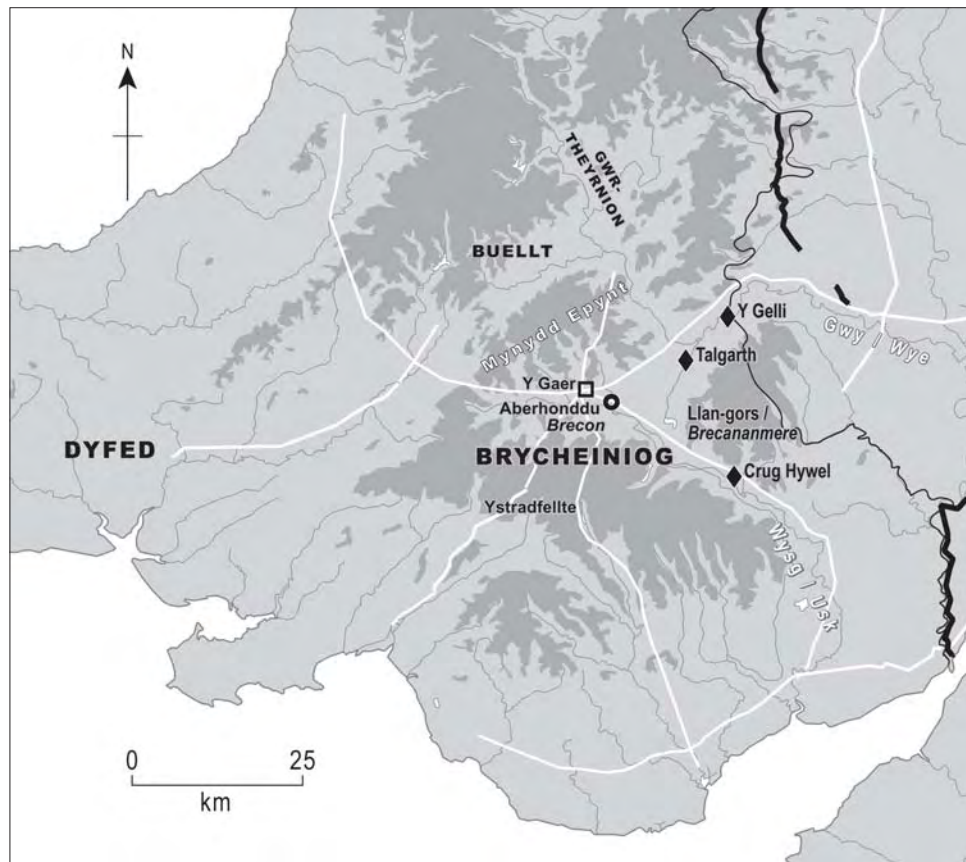 N
GWR-
THEYRNION
BUELLT
Mynydd Epynt
Y Gelli
Gwy / Wye
Talgarth
Y Gaer
Aberhonddu
Brecon
Llan-gors /
Brecananmere
DYFED
BRYCHEINIOG
Crug Hywel
Ystradfellte
Wysg / Usk
0 25
km